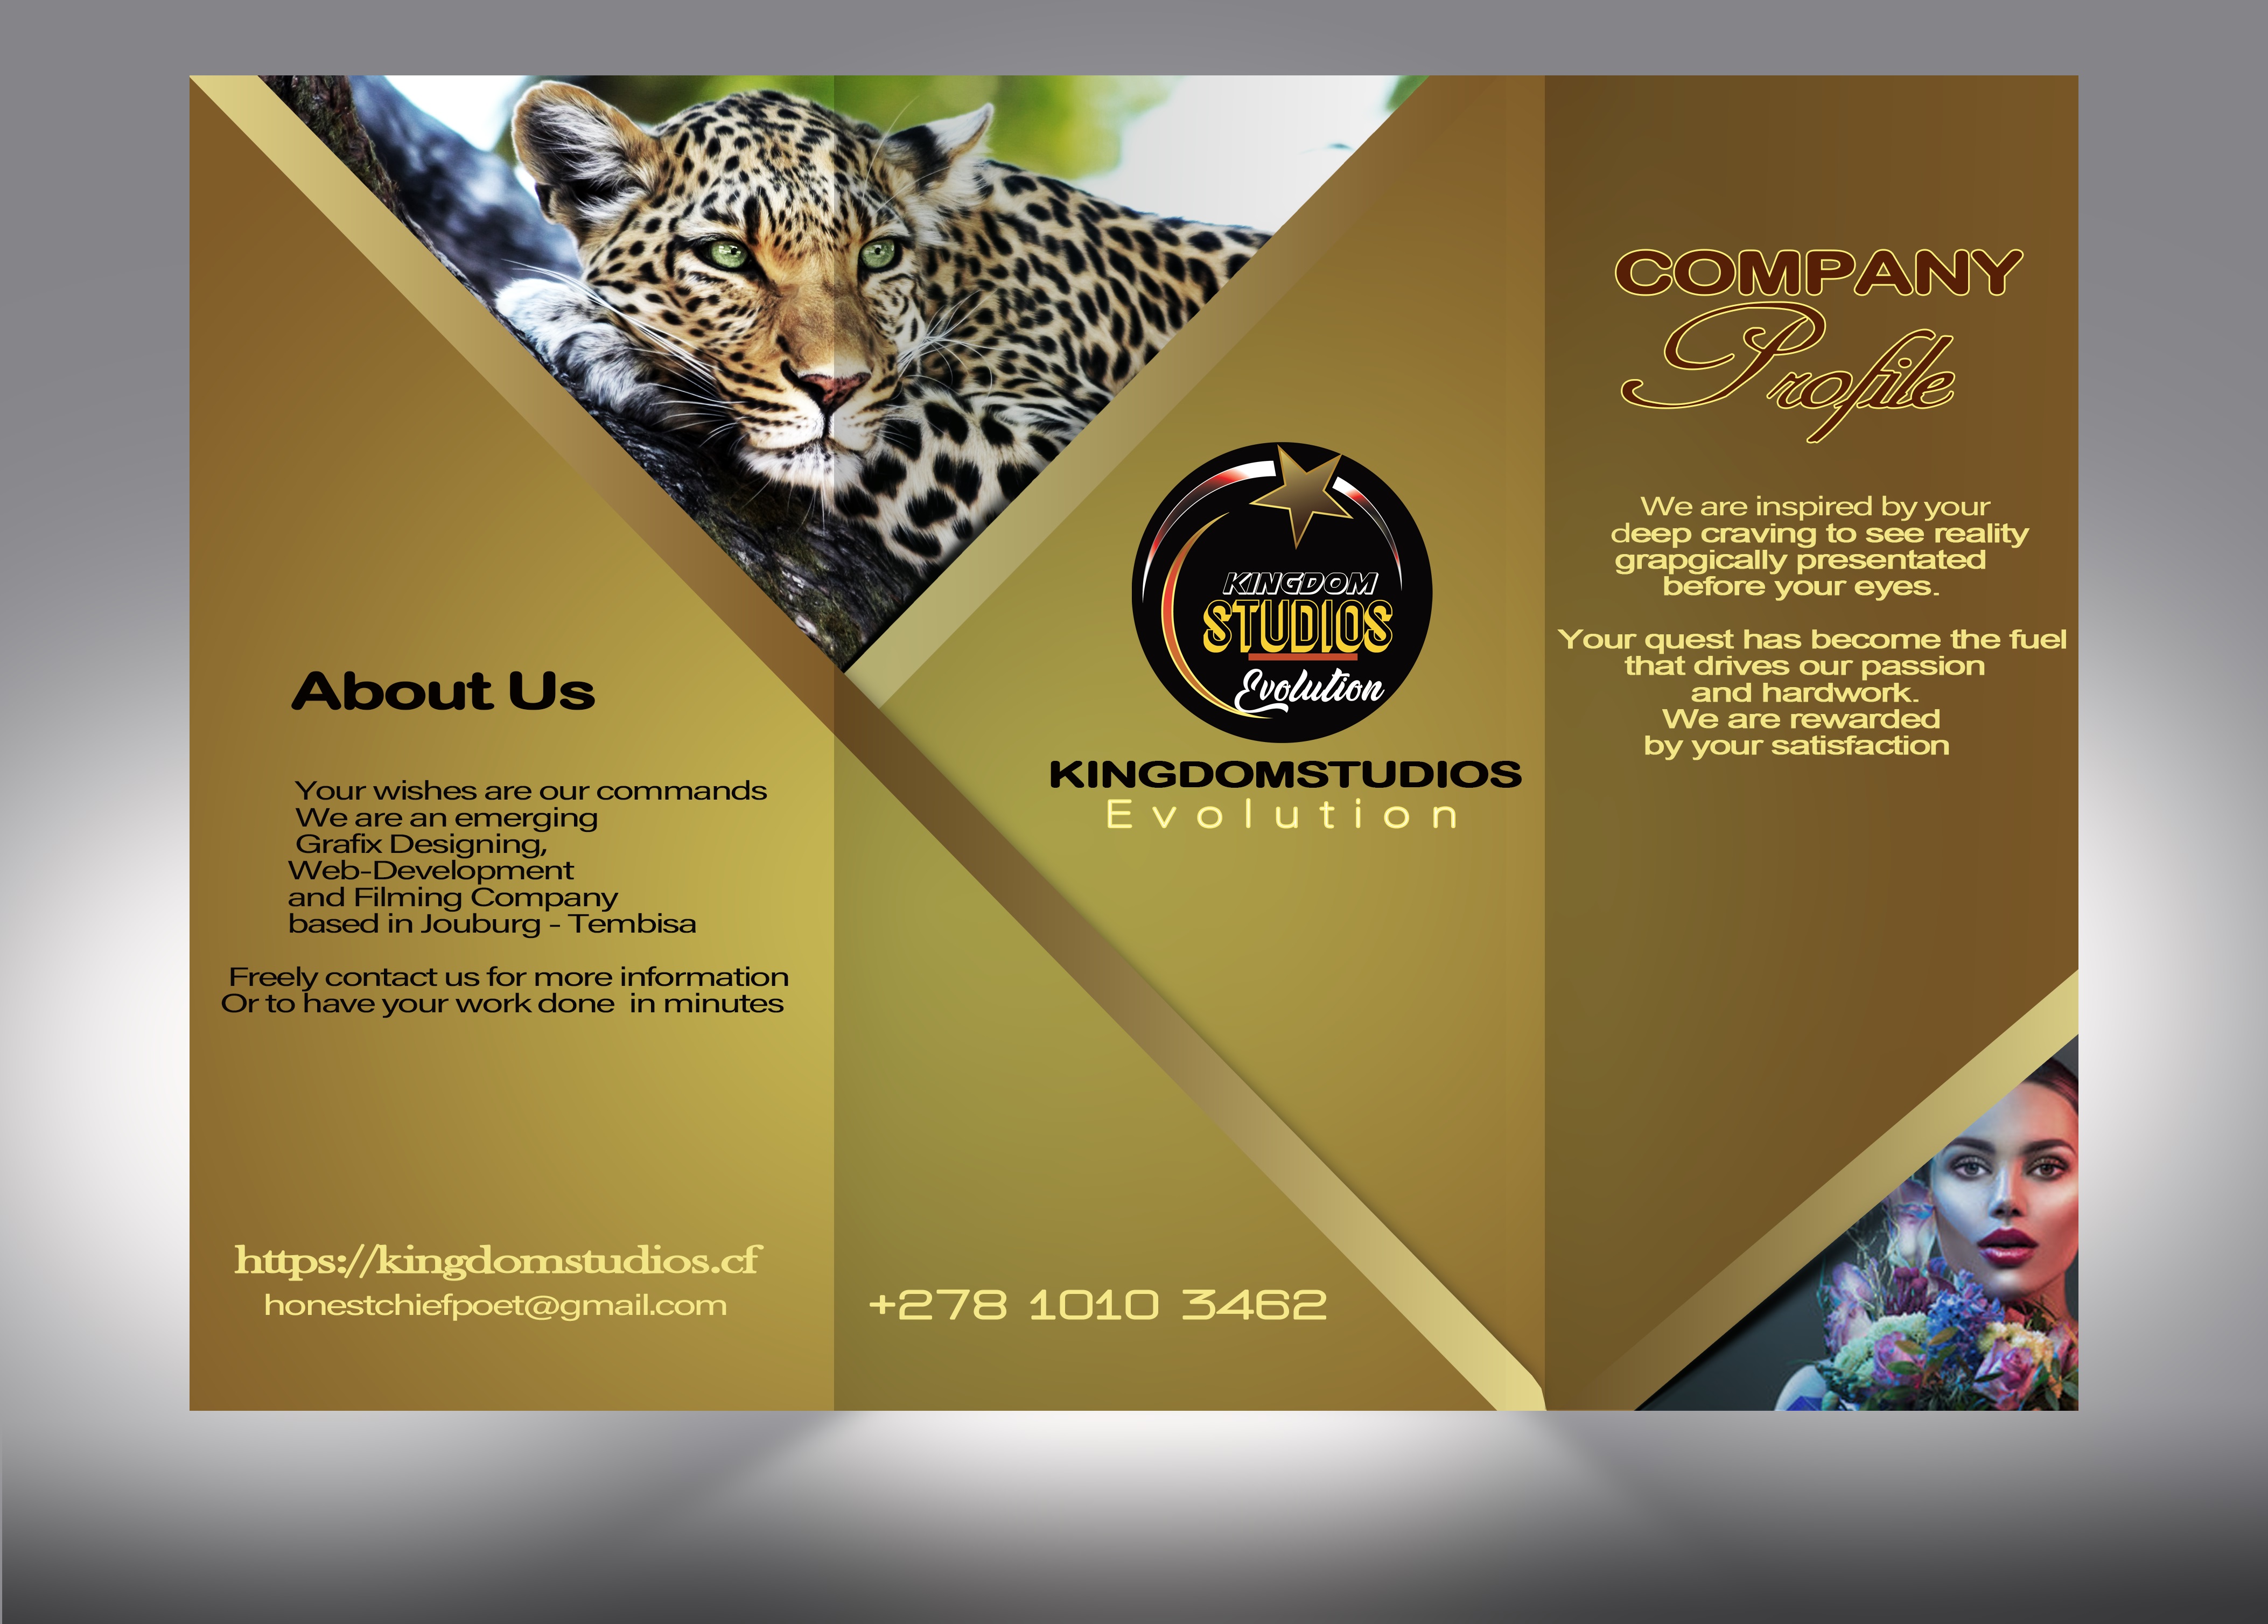 About Us
Your wishes are our commands
We are an emerging
Grafix Designing,
Web-Development
and Filming Company
based in Jouburg - Tembisa
Freely contact us for more information
Or to have your work done in minutes
https://kingdomstudios.cf
honestchiefpoet@gmail.com
KINGDOM
STUDIOS
Evolution
KINGDOMSTUDIOS
Evolution
+278 1010 3462
COMPANY
Profile
We are inspired by your
deep craving to see reality
grapgically presentated
before your eyes.
Your quest has become the fuel
that drives our passion
and hardwork.
We are rewarded
by your satisfaction